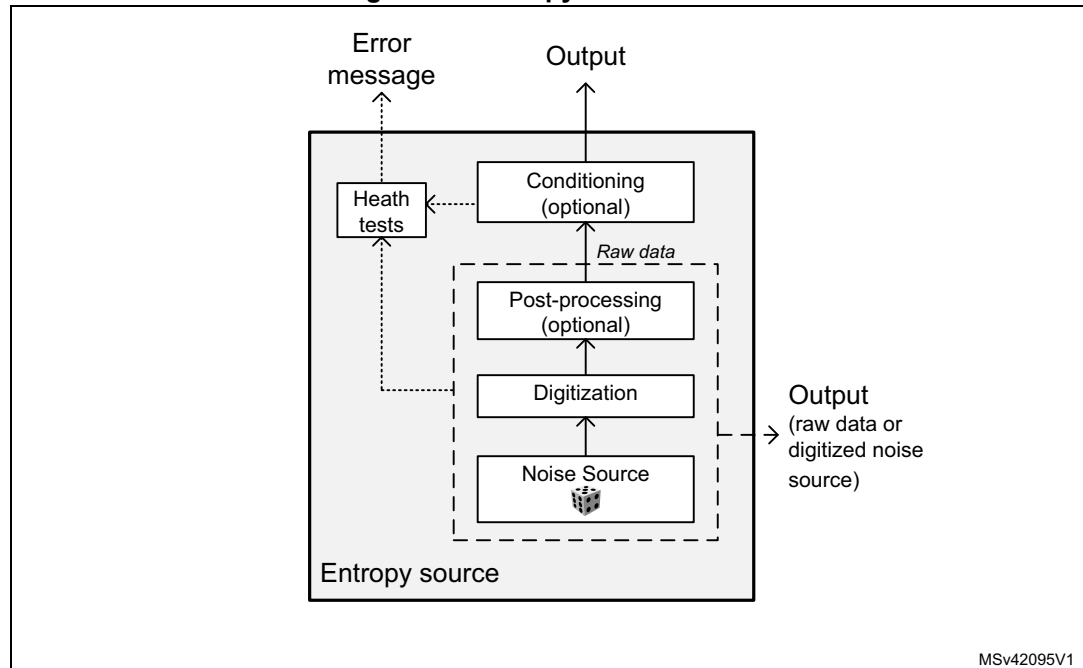 Error
message
Output
Conditioning
(optional)
Heath
tests
Raw data
Post-processing
(optional)
Digitization
Output
(raw data or
digitized noise
source)
Noise Source
Entropy source
MSv42095V1